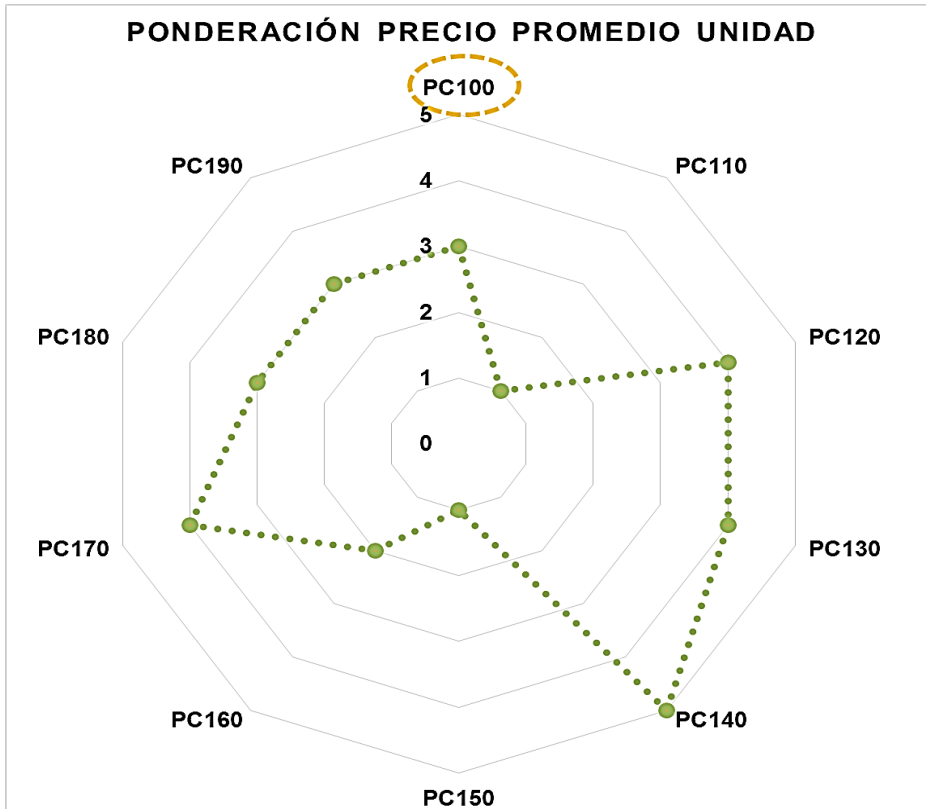 PONDERACIÓN PRECIO PROMEDIO UNIDAD
PC100
5
PC190
PC110
4
3
2
PC180
PC120
1
0
PC170
PC130
PC160
PC140
PC150